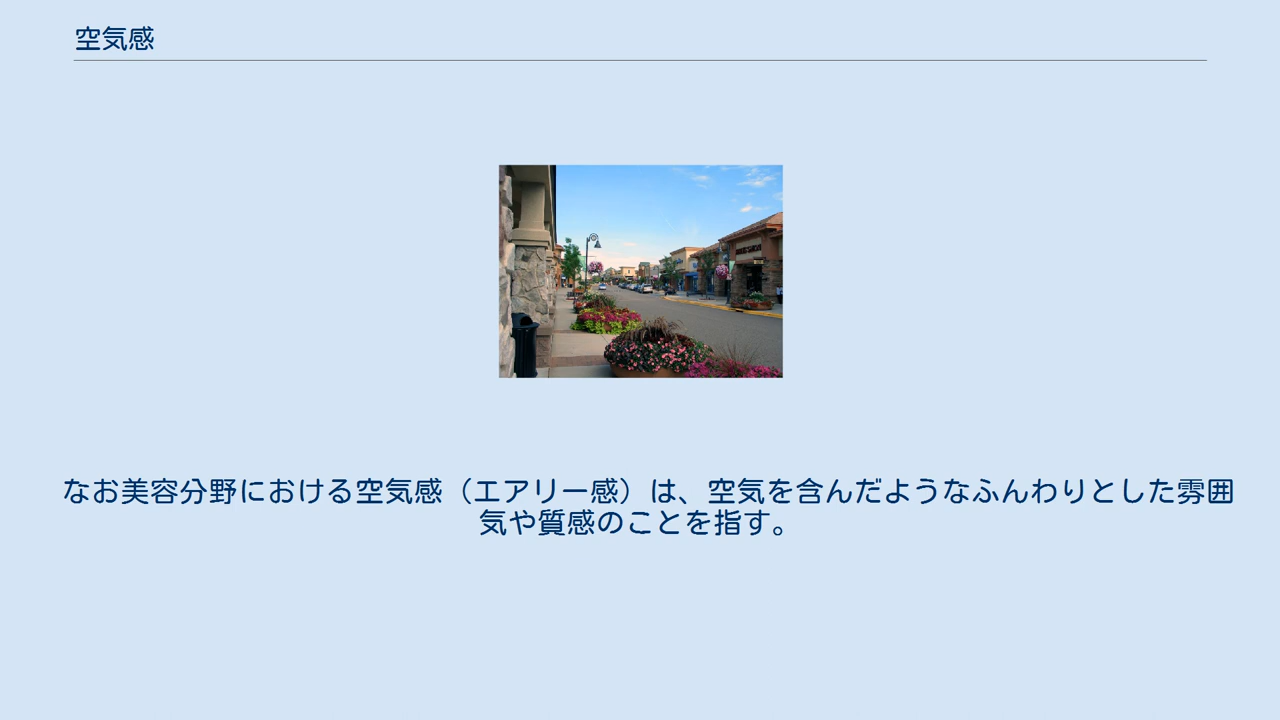 空気感
なお美容分野における空気感（エアリー感）は、空気を含んだようなふんわりとした雰囲
気や質感のことを指す。